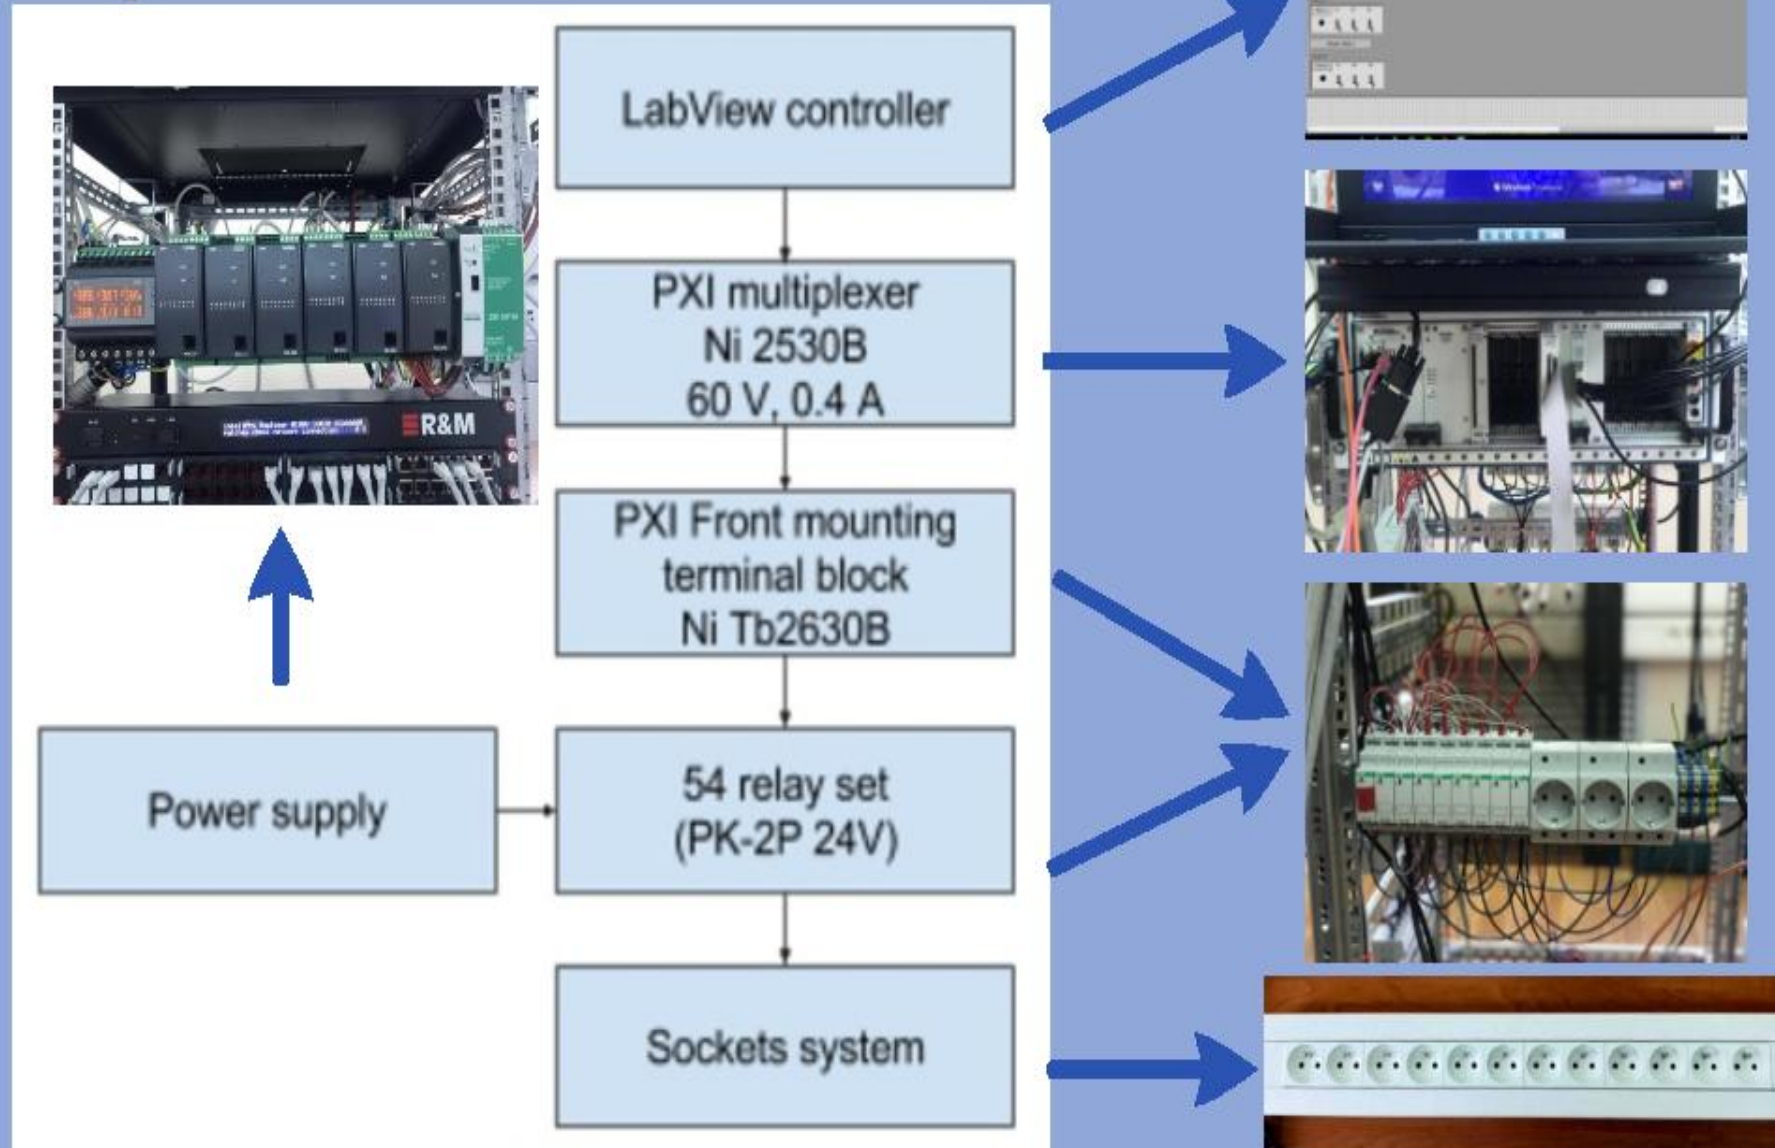 LabView controller
PXI multiplexer
Ni 2530B
60 V, 0.4 A
R&M
PXI Front mounting
terminal block
Ni Tb2630B
Power supply
54 relay set
(PK-2P 24V)
Sockets system